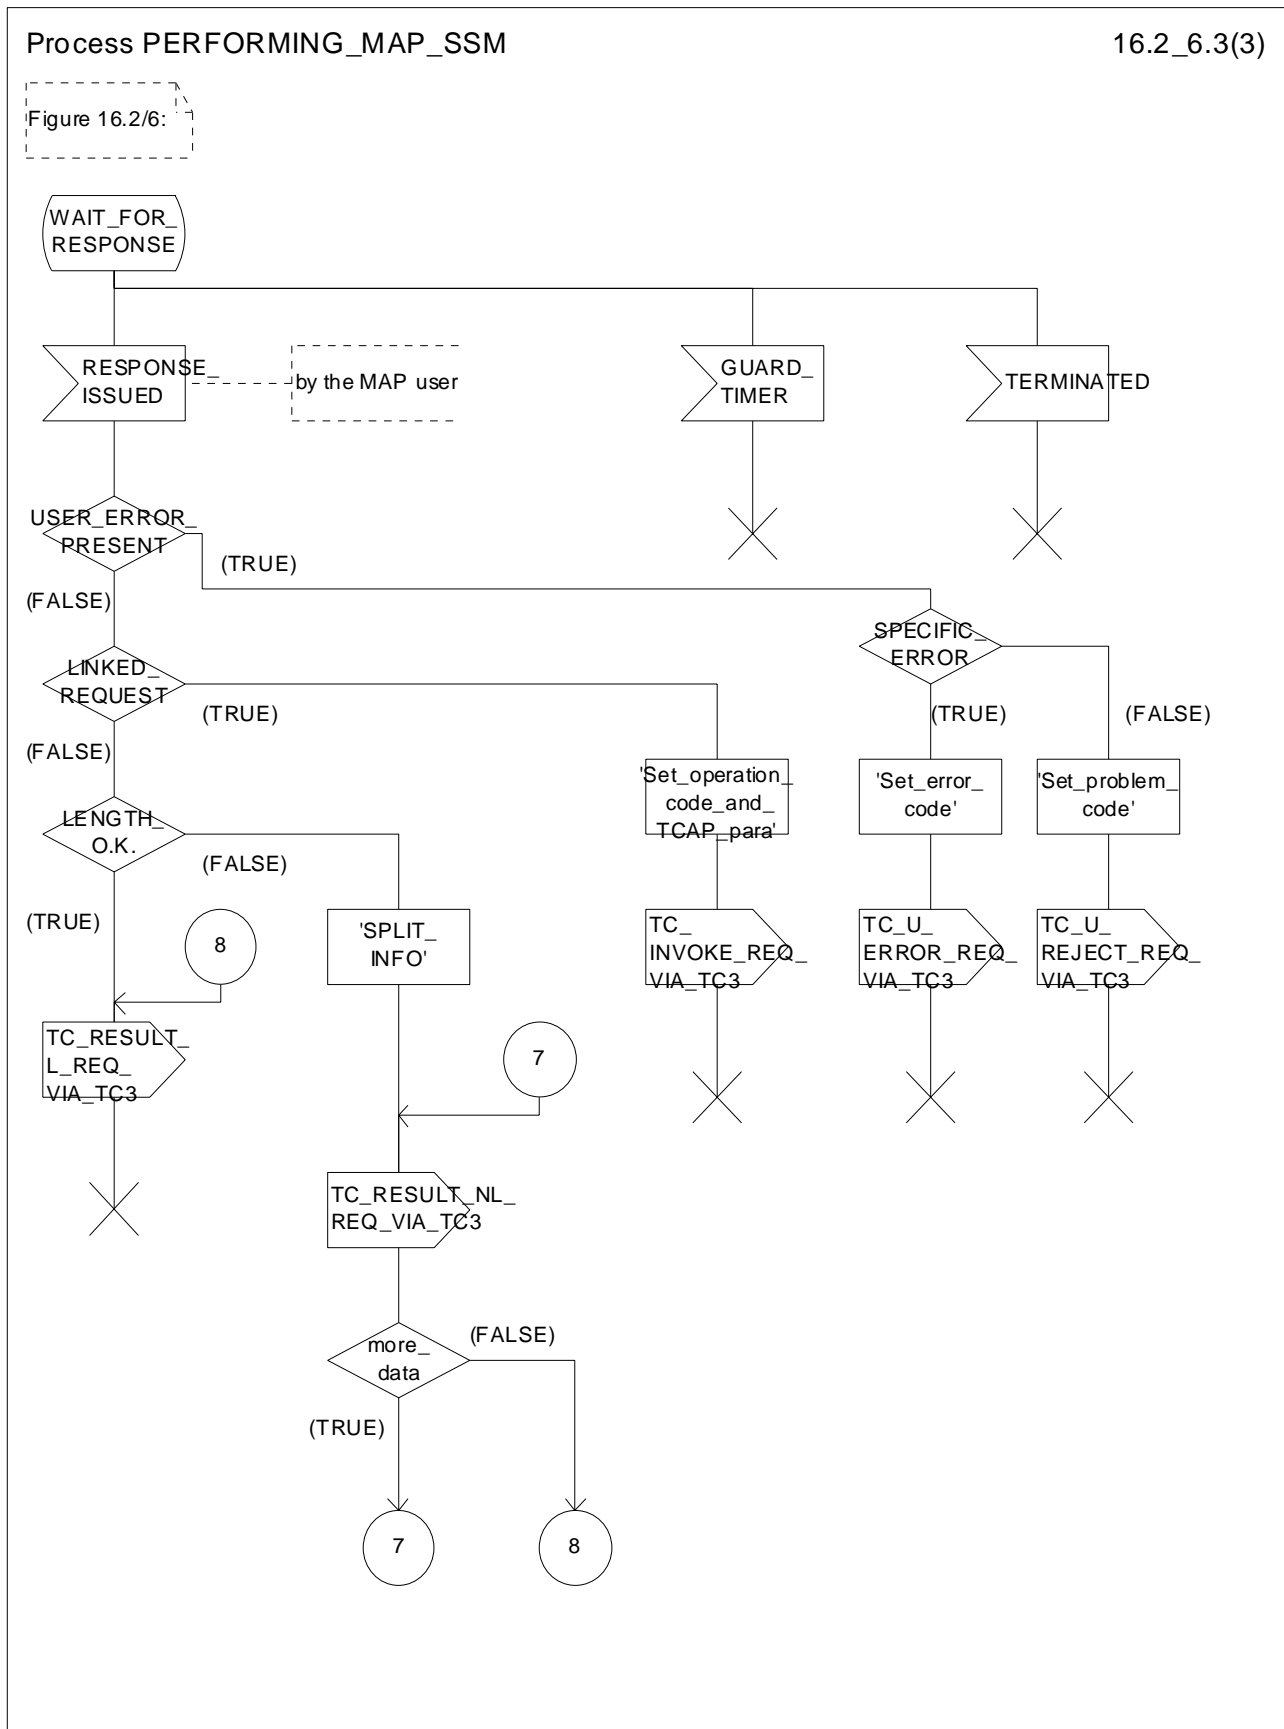 Process PERFORMING_MAP_SSM
16.2_6.3(3)
Figure 16.2/6:
WAIT_FOR_
RESPONSE
RESPONSE_
ISSUED
by the MAP user
GUARD_
TIMER
TERMINATED
USER_ERROR_
PRESENT
(TRUE)
(FALSE)
SPECIFIC_
ERROR
LINKED_
REQUEST
(TRUE)
(TRUE)
(FALSE)
(FALSE)
'Set_operation_
code_and_
TCAP_para'
'Set_error_
code'
'Set_problem_
code'
LENGTH_
O.K.
(FALSE)
(TRUE)
8
'SPLIT_
INFO'
TC_
INVOKE_REQ_
VIA_TC3
TC_U_
ERROR_REQ_
VIA_TC3
TC_U_
REJECT_REQ_
VIA_TC3
TC_RESULT_
L_REQ_
VIA_TC3
7
TC_RESULT_NL_
REQ_VIA_TC3
more_
data
(FALSE)
(TRUE)
7
8